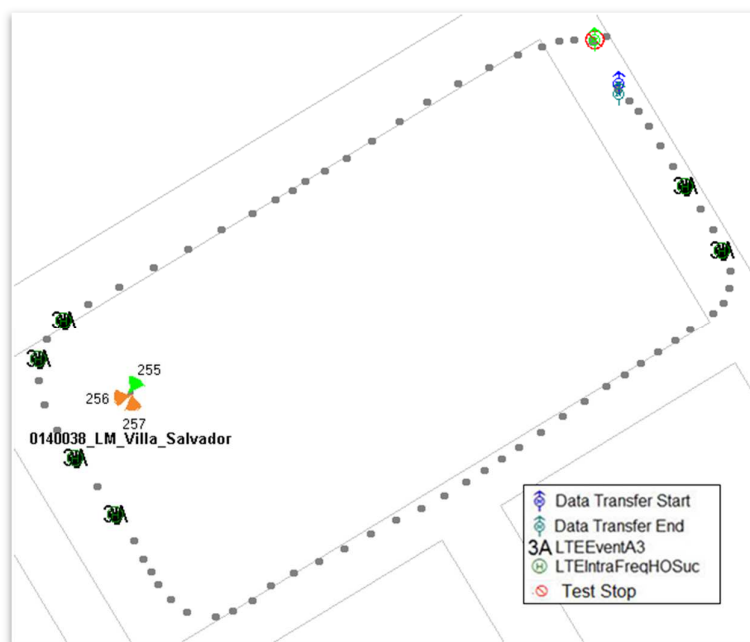 3A
3A
3A
3A
255
256
257
0140038_LM_Villa_Salvador
3A
3A
Data Transfer Start
Data Transfer End
3A LTEEventA3
H LTEIntraFreqHOSuc
Test Stop